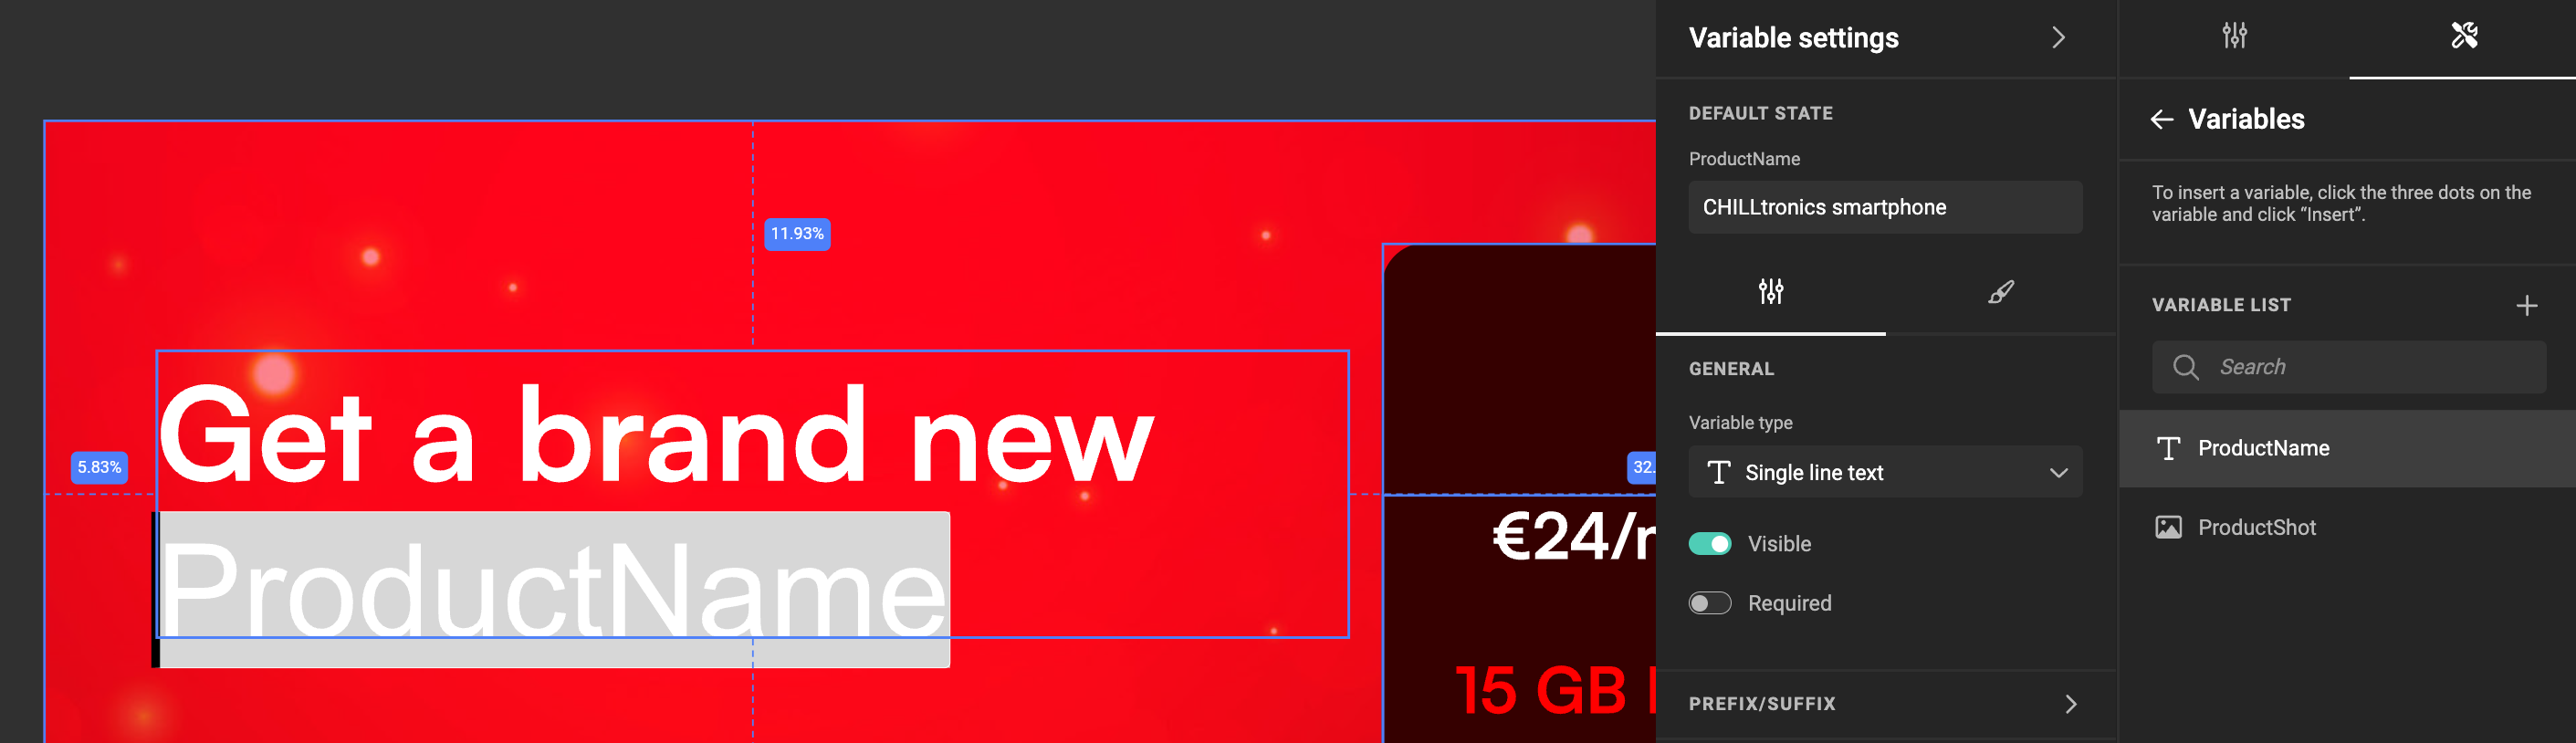 11.93%
5.83%
Get a brand new
ProductName
32.
€24/
15 GB
Variable settings
DEFAULT STATE
ProductName
CHILLtronics smartphone
GENERAL
Variable type
Single line text
Visible
Required
PREFIX/SUFFIX
Variables
To insert a variable, click the three dots on the
variable and click “Insert”.
VARIABLE LIST
Search
ProductName
ProductShot